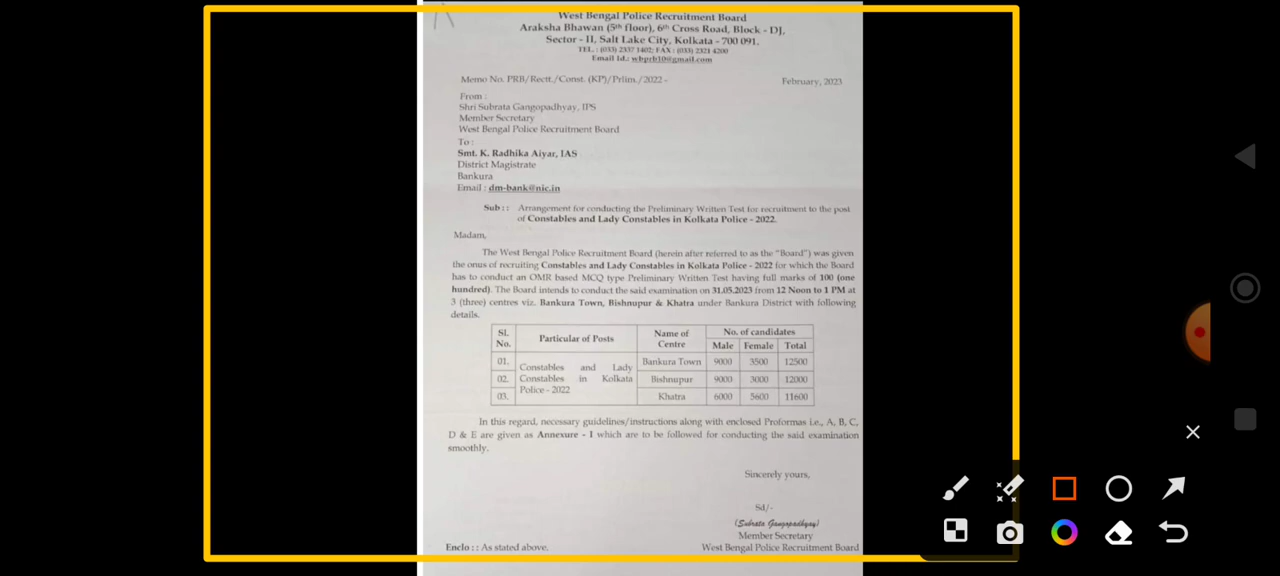 West Bengal Police Recruitment Board
Araksha Bhawan (5th floor), 6th Cross Road, Block - DJ,
Sector - II, Salt Lake City, Kolkata - 700 091.
TEL. : (033) 2337 1402; FAX : (033) 2321 4200
Email Id.: wbprb10@gmail.com
Memo No. PRB/Rectt./Const. (KP)/Prlim./2022 - February, 2023
From :
Shri Subrata Gangopadhyay, IPS
Member Secretary
West Bengal Police Recruitment Board
To :
Smt. K. Radhika Aiyar, IAS
District Magistrate
Bankura
Email : dm-bank@nic.in
Sub : : Arrangement for conducting the Preliminary Written Test for recruitment to the post
of Constables and Lady Constables in Kolkata Police - 2022.
Madam,
The West Bengal Police Recruitment Board (herein after referred to as the "Board") was given
the onus of recruiting Constables and Lady Constables in Kolkata Police - 2022 for which the Board
has to conduct an OMR based MCQ type Preliminary Written Test having full marks of 100 (one
hundred). The Board intends to conduct the said examination on 31.05.2023 from 12 Noon to 1 PM at
3 (three) centres viz. Bankura Town, Bishnupur & Khatra under Bankura District with following
details.
Sl. No. Particular of Posts Name of Centre No. of candidates
Male Female Total
01. Constables and Lady Constables in Kolkata Police - 2022 Bankura Town 9000 3500 12500
02. Bishnupur 9000 3000 12000
03. Khatra 6000 5600 11600
In this regard, necessary guidelines/instructions along with enclosed Proformas i.e., A, B, C,
D & E are given as Annexure - I which are to be followed for conducting the said examination
smoothly.
Sincerely yours,
Sd/-
(Subrata Gangopadhyay)
Member Secretary
Enclo : : As stated above. West Bengal Police Recruitment Board